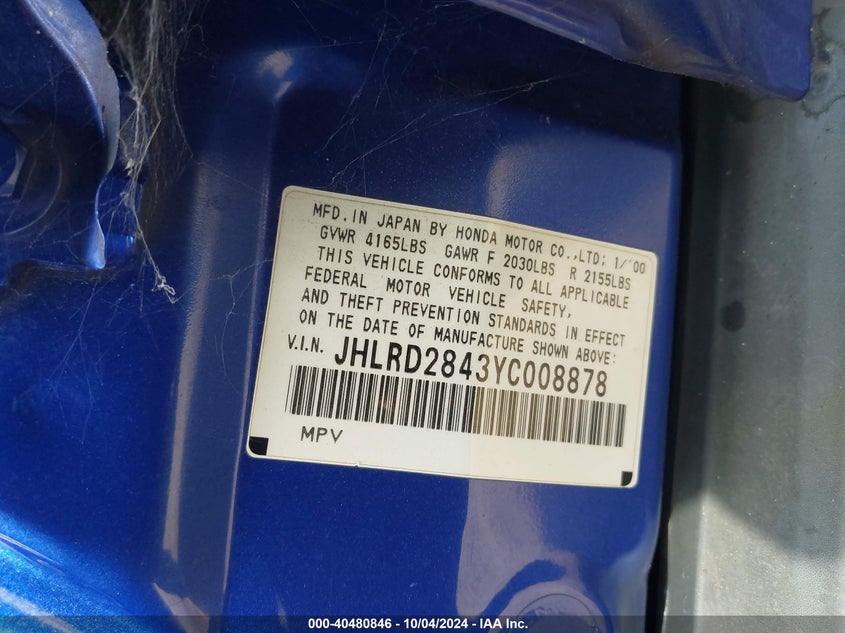 MFD. IN JAPAN BY HONDA MOTOR CO.,LTD; 1/'00
GVWR 4165LBS GAWR F 2030LBS R 2155LBS
THIS VEHICLE CONFORMS TO ALL APPLICABLE
FEDERAL MOTOR VEHICLE SAFETY,
AND THEFT PREVENTION STANDARDS IN EFFECT
ON THE DATE OF MANUFACTURE SHOWN ABOVE:
V.I.N. JHLRD2843YC008878
MPV
000-40480846 - 10/04/2024 - IAA Inc.